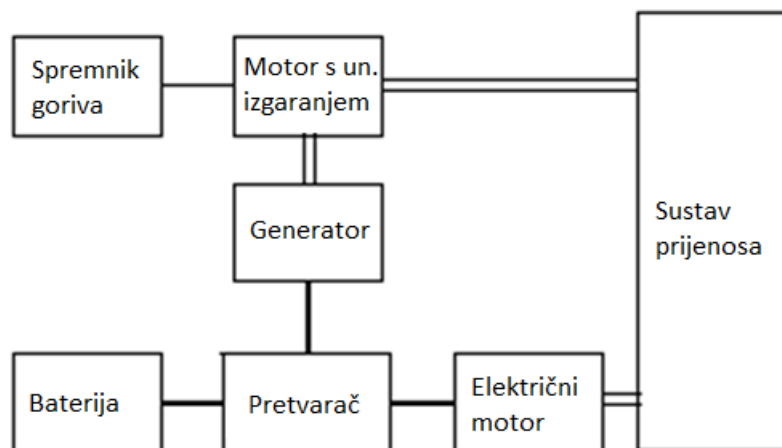 Spremnik
goriva
Motor s un.
izgaranjem
Generator
Sustav
prijenosa
Baterija
Pretvarač
Električni
motor